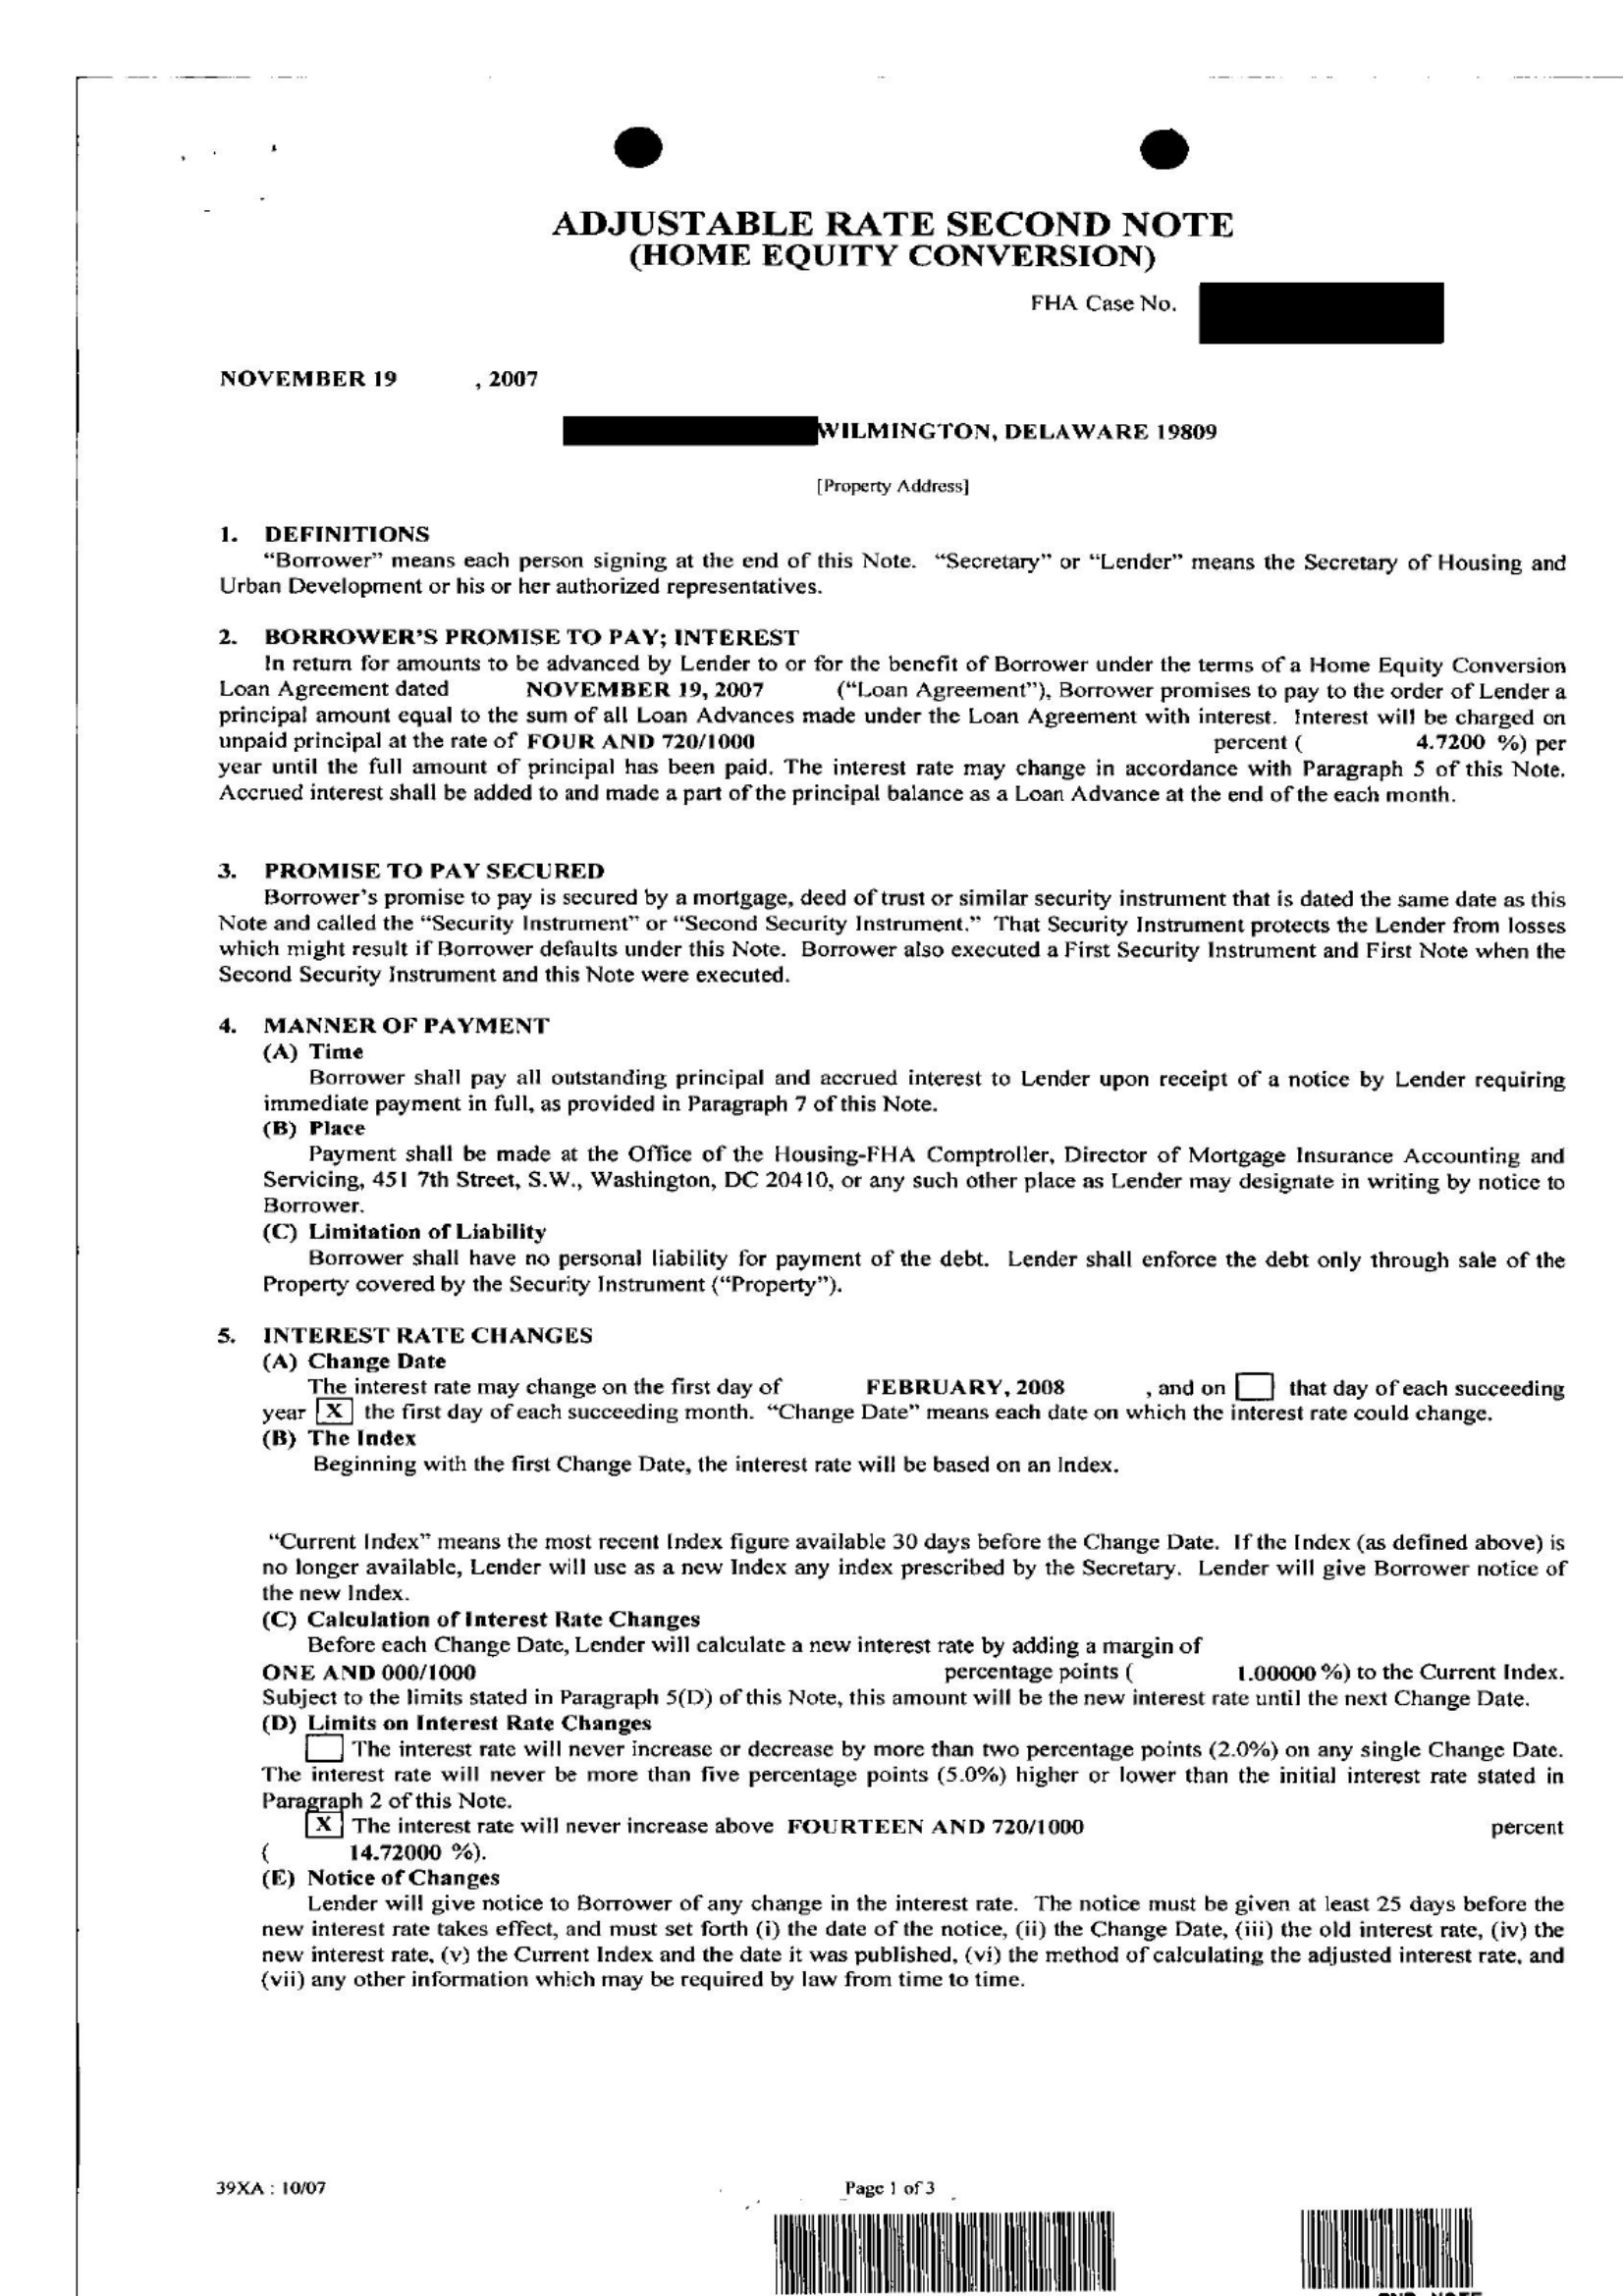 ADJUSTABLE RATE SECOND NOTE
(HOME EQUITY CONVERSION)
FHA Case No.
NOVEMBER 19 , 2007
WILMINGTON, DELAWARE 19809
[Property Address]
1. DEFINITIONS
“Borrower” means each person signing at the end of this Note. “Secretary” or “Lender” means the Secretary of Housing and
Urban Development or his or her authorized representatives.
2. BORROWER'S PROMISE TO PAY; INTEREST
In return for amounts to be advanced by Lender to or for the benefit of Borrower under the terms of a Home Equity Conversion
Loan Agreement dated NOVEMBER 19, 2007 (“Loan Agreement”), Borrower promises to pay to the order of Lender a
principal amount equal to the sum of all Loan Advances made under the Loan Agreement with interest. Interest will be charged on
unpaid principal at the rate of FOUR AND 720/1000 percent ( 4.7200 %) per
year until the full amount of principal has been paid. The interest rate may change in accordance with Paragraph 5 of this Note.
Accrued interest shall be added to and made a part of the principal balance as a Loan Advance at the end of the each month.
3. PROMISE TO PAY SECURED
Borrower's promise to pay is secured by a mortgage, deed of trust or similar security instrument that is dated the same date as this
Note and called the “Security Instrument” or “Second Security Instrument.” That Security Instrument protects the Lender from losses
which might result if Borrower defaults under this Note. Borrower also executed a First Security Instrument and First Note when the
Second Security Instrument and this Note were executed.
4. MANNER OF PAYMENT
(A) Time
Borrower shall pay all outstanding principal and accrued interest to Lender upon receipt of a notice by Lender requiring
immediate payment in full, as provided in Paragraph 7 of this Note.
(B) Place
Payment shall be made at the Office of the Housing-FHA Comptroller, Director of Mortgage Insurance Accounting and
Servicing, 451 7th Street, S.W., Washington, DC 20410, or any such other place as Lender may designate in writing by notice to
Borrower.
(C) Limitation of Liability
Borrower shall have no personal liability for payment of the debt. Lender shall enforce the debt only through sale of the
Property covered by the Security Instrument (“Property”).
5. INTEREST RATE CHANGES
(A) Change Date
The interest rate may change on the first day of FEBRUARY, 2008 , and on that day of each succeeding
year X the first day of each succeeding month. “Change Date” means each date on which the interest rate could change.
(B) The Index
Beginning with the first Change Date, the interest rate will be based on an Index.
“Current Index” means the most recent Index figure available 30 days before the Change Date. If the Index (as defined above) is
no longer available, Lender will use as a new Index any index prescribed by the Secretary. Lender will give Borrower notice of
the new Index.
(C) Calculation of Interest Rate Changes
Before each Change Date, Lender will calculate a new interest rate by adding a margin of
ONE AND 000/1000 percentage points ( 1.00000 %) to the Current Index.
Subject to the limits stated in Paragraph 5(D) of this Note, this amount will be the new interest rate until the next Change Date.
(D) Limits on Interest Rate Changes
The interest rate will never increase or decrease by more than two percentage points (2.0%) on any single Change Date.
The interest rate will never be more than five percentage points (5.0%) higher or lower than the initial interest rate stated in
Paragraph 2 of this Note.
X The interest rate will never increase above FOURTEEN AND 720/1000 percent
( 14.72000 %).
(E) Notice of Changes
Lender will give notice to Borrower of any change in the interest rate. The notice must be given at least 25 days before the
new interest rate takes effect, and must set forth (i) the date of the notice, (ii) the Change Date, (iii) the old interest rate, (iv) the
new interest rate, (v) the Current Index and the date it was published, (vi) the method of calculating the adjusted interest rate, and
(vii) any other information which may be required by law from time to time.
39XA : 10/07 Page 1 of 3